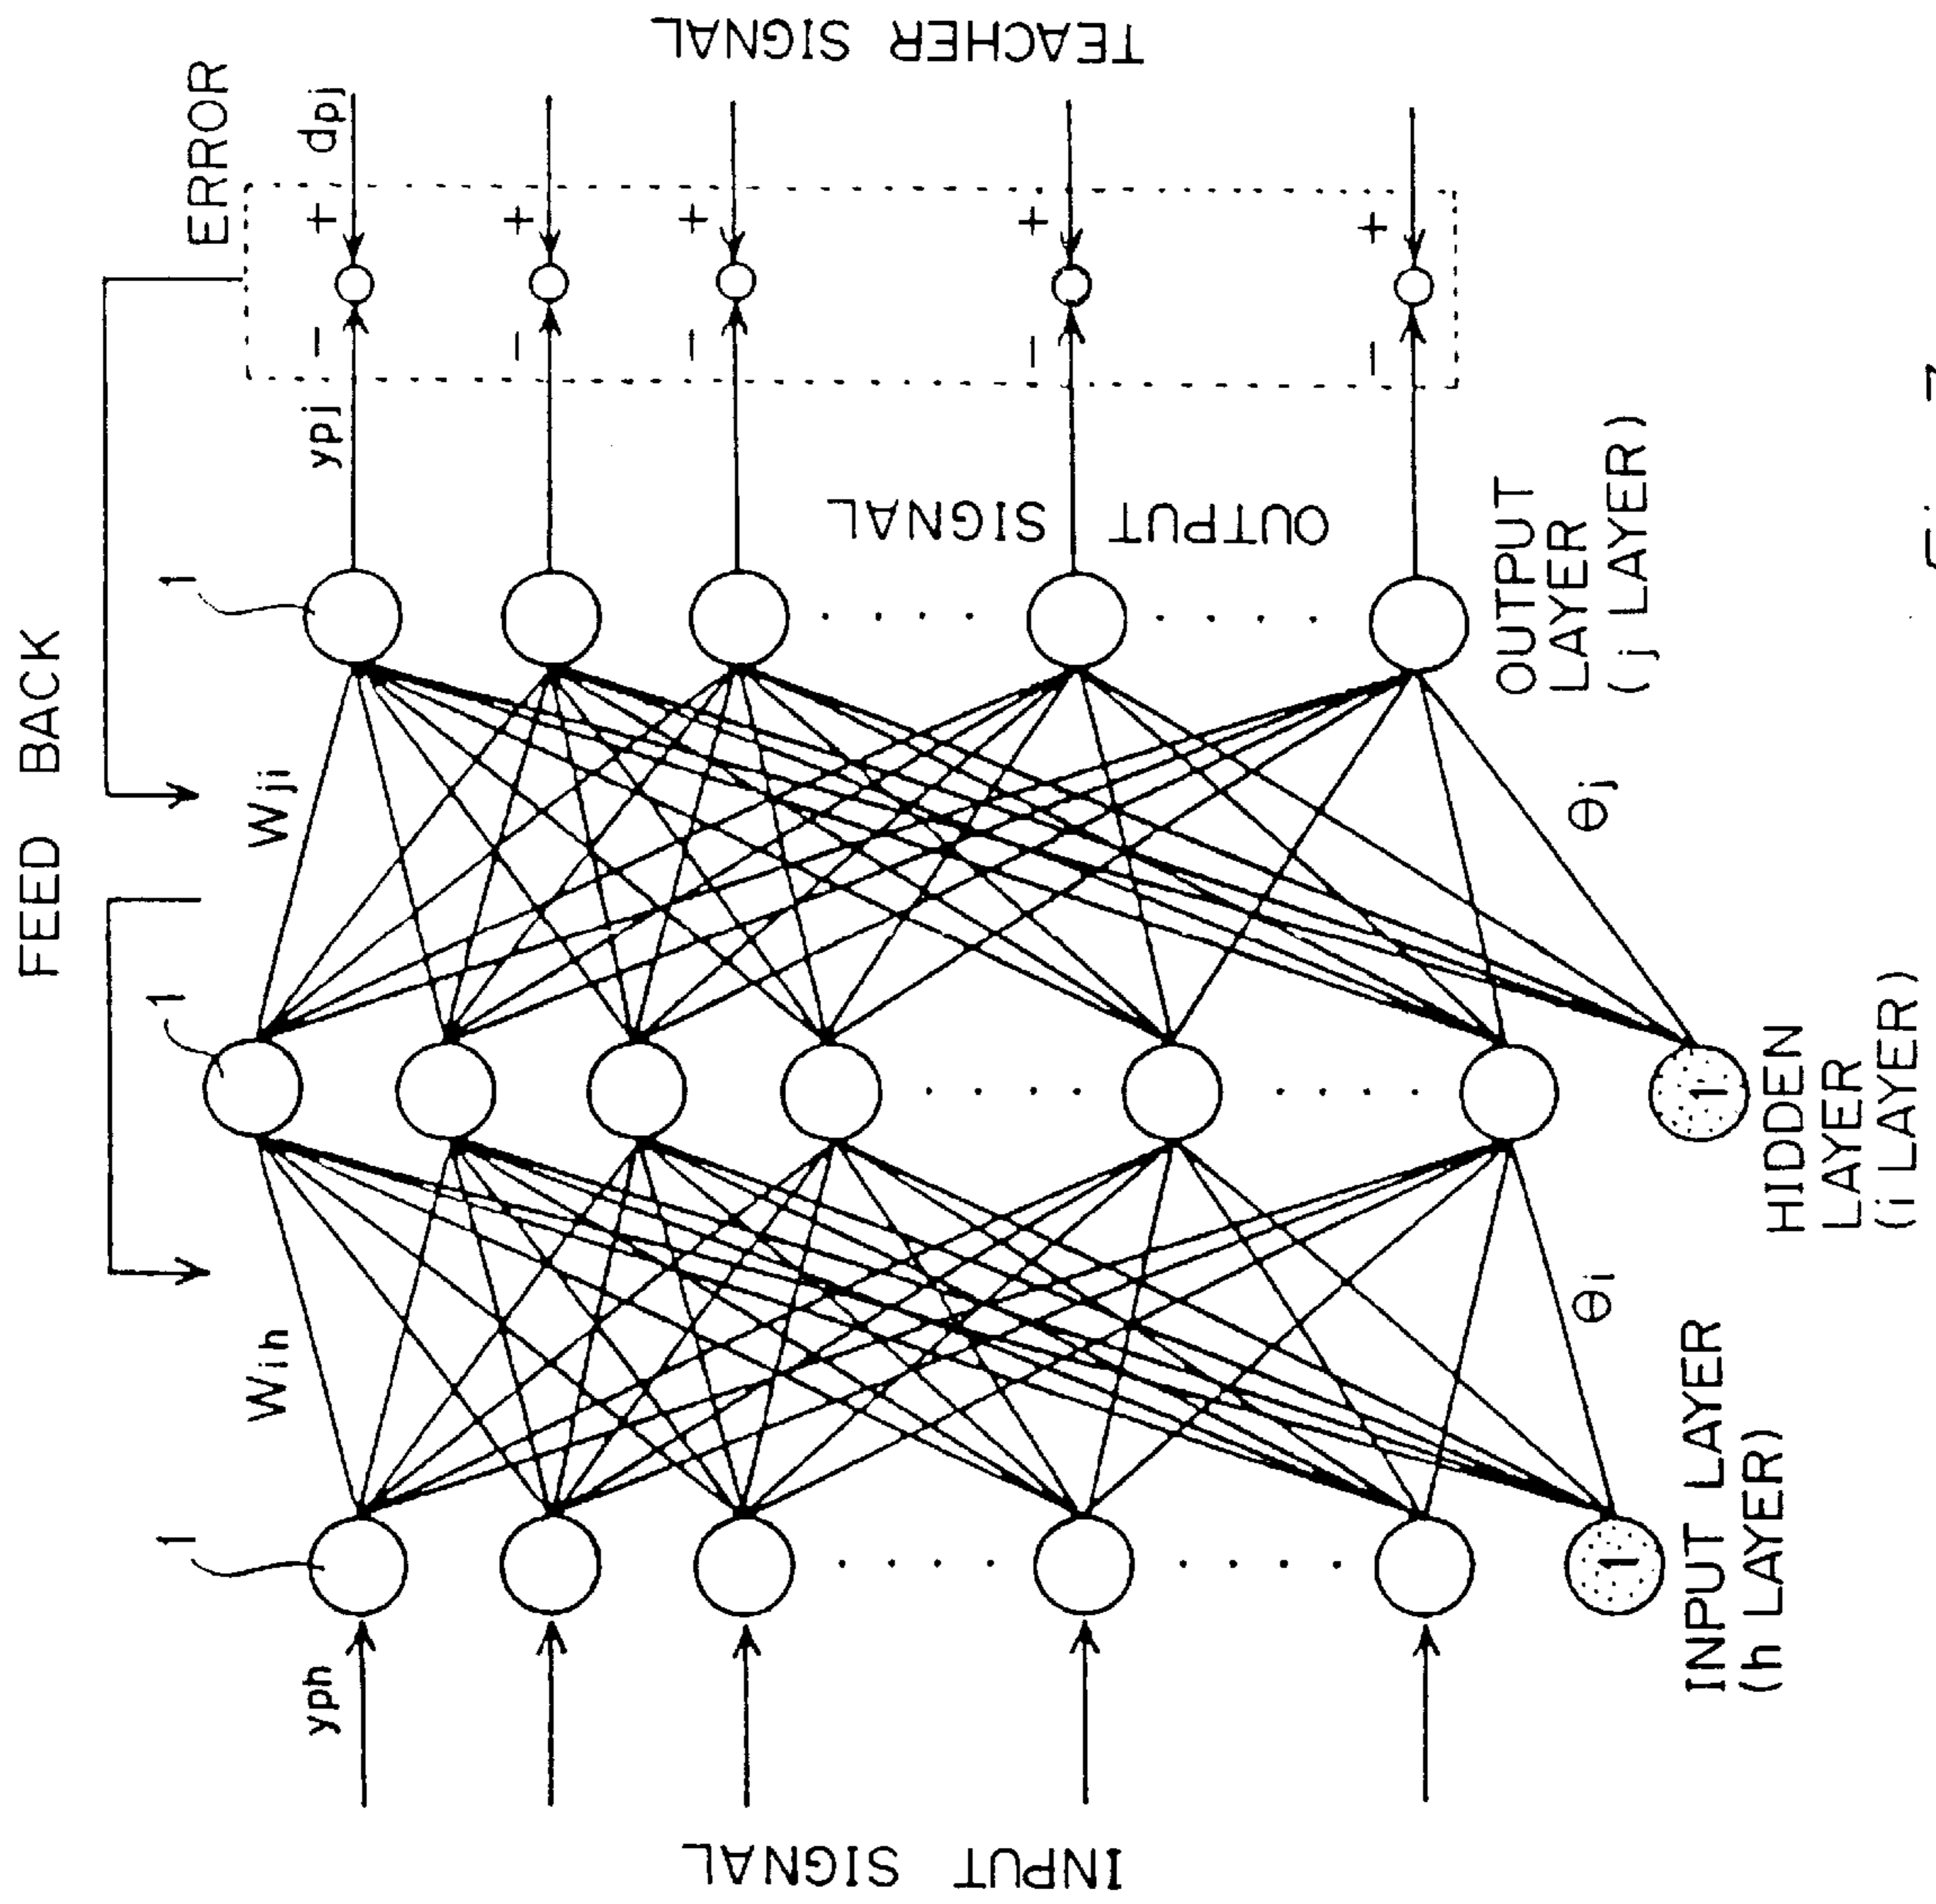 FEED BACK
ERROR
1
1
1
yph
Wih
Wji
ypj
dpj
-
+
-
+
-
+
-
+
-
+
INPUT SIGNAL
OUTPUT SIGNAL
TEACHER SIGNAL
1
θi
1
θj
INPUT LAYER
(h LAYER)
HIDDEN
LAYER
(i LAYER)
OUTPUT
LAYER
(j LAYER)